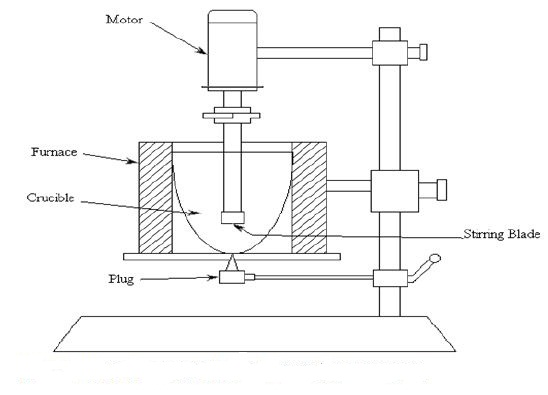 Motor
Furnace
Crucible
Stirring Blade
Plug